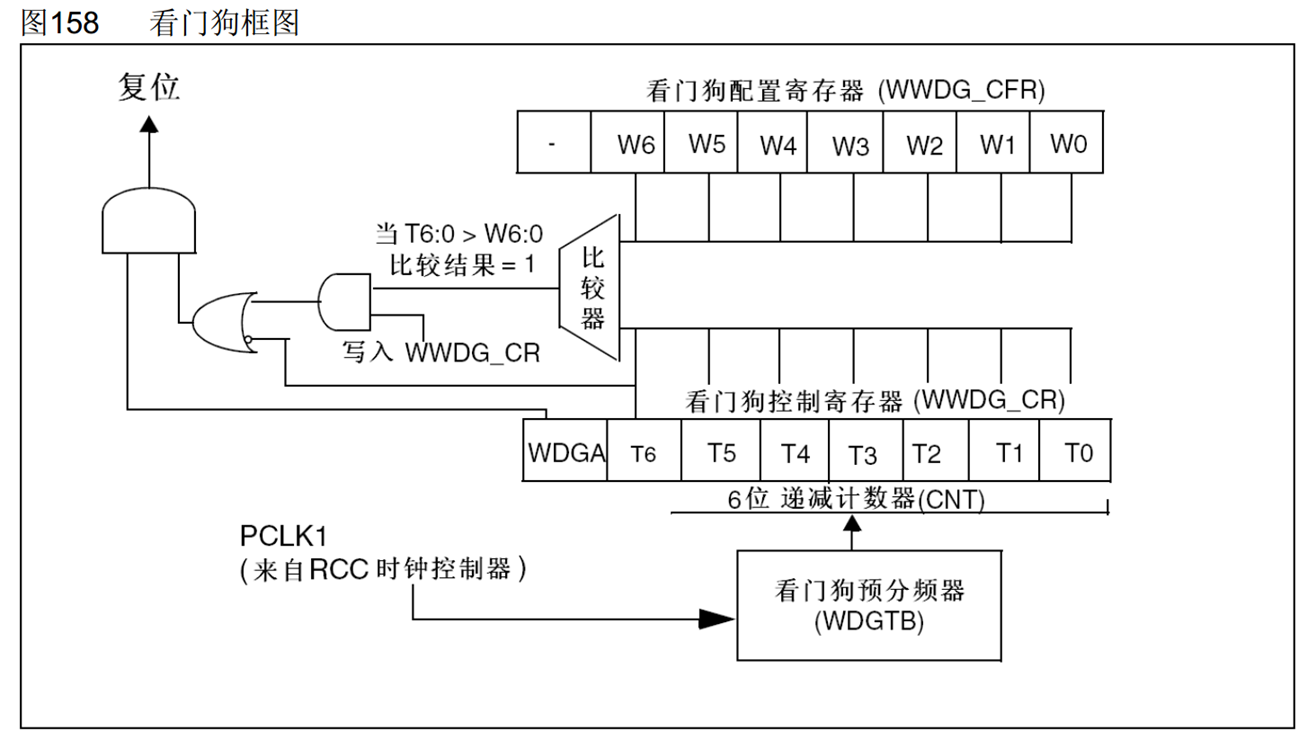 图158 看门狗框图
复位
看门狗配置寄存器 (WWDG_CFR)
- W6 W5 W4 W3 W2 W1 W0
当 T6:0 > W6:0
比较结果 = 1
比
较
器
写入 WWDG_CR
看门狗控制寄存器 (WWDG_CR)
WDGA T6 T5 T4 T3 T2 T1 T0
6位 递减计数器(CNT)
PCLK1
(来自RCC 时钟控制器)
看门狗预分频器
(WDGTB)